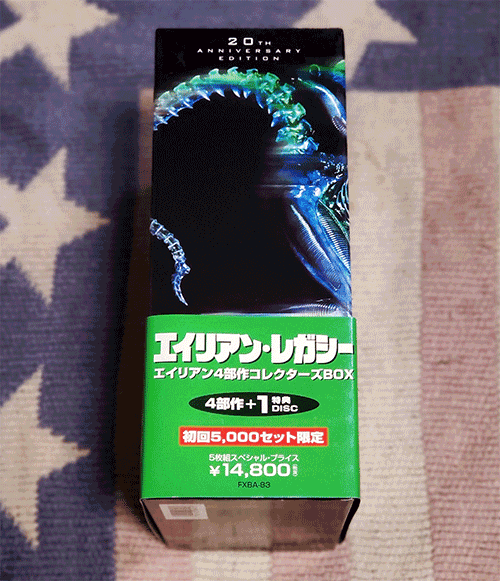 20TH
ANNIVERSARY
EDITION
エイリアン・レガシー
エイリアン4部作コレクターズBOX
4部作+1特典DISC
初回5,000セット限定
5枚組スペシャル・プライス
¥14,800
FXBA-83